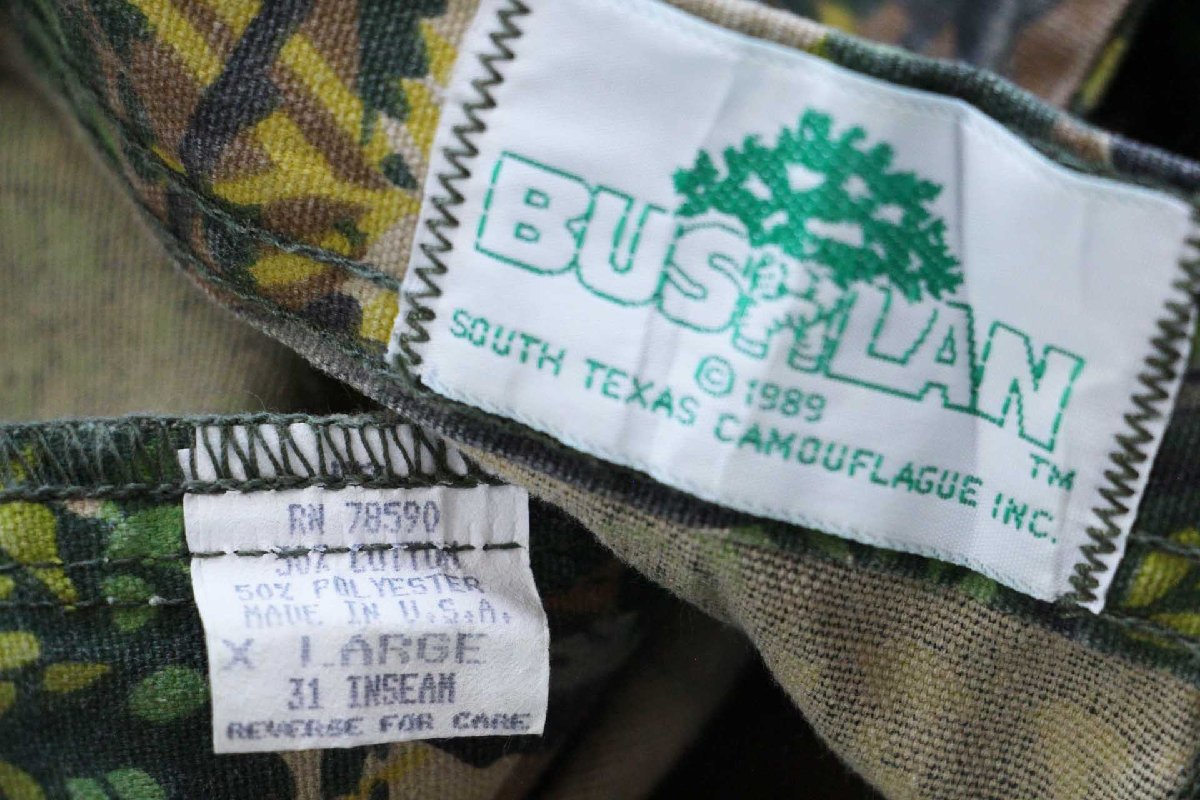 BUSHLAN
TM
© 1989
SOUTH TEXAS CAMOUFLAGUE INC.
RN 78590
50% COTTON
50% POLYESTER
MADE IN U.S.A.
X LARGE
31 INSEAM
REVERSE FOR CARE